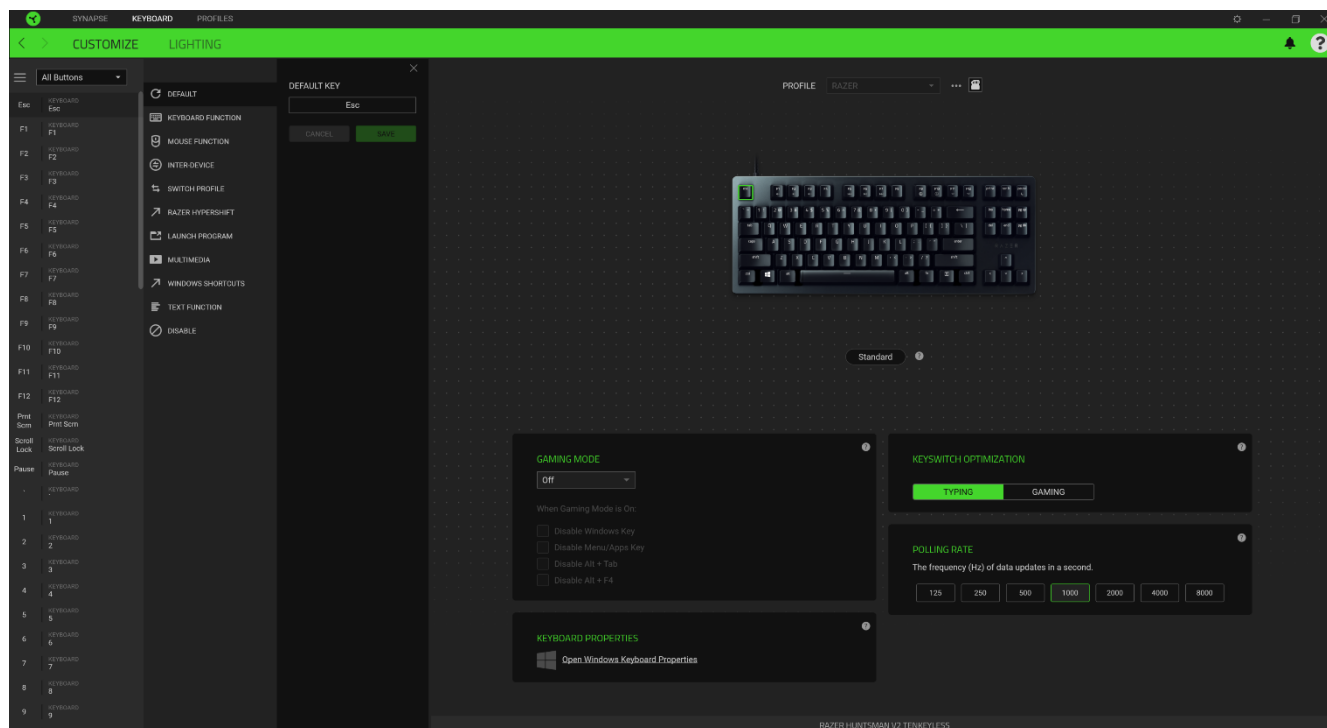 SYNAPSE KEYBOARD PROFILES
CUSTOMIZE LIGHTING
?
All Buttons
Esc KEYBOARD Esc
F1 KEYBOARD F1
F2 KEYBOARD F2
F3 KEYBOARD F3
F4 KEYBOARD F4
F5 KEYBOARD F5
F6 KEYBOARD F6
F7 KEYBOARD F7
F8 KEYBOARD F8
F9 KEYBOARD F9
F10 KEYBOARD F10
F11 KEYBOARD F11
F12 KEYBOARD F12
Prnt Scrn KEYBOARD Prnt Scrn
Scroll Lock KEYBOARD Scroll Lock
Pause KEYBOARD Pause
` KEYBOARD `
1 KEYBOARD 1
2 KEYBOARD 2
3 KEYBOARD 3
4 KEYBOARD 4
5 KEYBOARD 5
6 KEYBOARD 6
7 KEYBOARD 7
8 KEYBOARD 8
9 KEYBOARD 9
DEFAULT
KEYBOARD FUNCTION
MOUSE FUNCTION
INTER-DEVICE
SWITCH PROFILE
RAZER HYPERSHIFT
LAUNCH PROGRAM
MULTIMEDIA
WINDOWS SHORTCUTS
TEXT FUNCTION
DISABLE
DEFAULT KEY
Esc
CANCEL SAVE
PROFILE RAZER
Standard ?
GAMING MODE ?
Off
When Gaming Mode is On:
Disable Windows Key
Disable Menu/Apps Key
Disable Alt + Tab
Disable Alt + F4
KEYBOARD PROPERTIES ?
Open Windows Keyboard Properties
KEYSWITCH OPTIMIZATION ?
TYPING GAMING
POLLING RATE ?
The frequency (Hz) of data updates in a second.
125 250 500 1000 2000 4000 8000
RAZER HUNTSMAN V2 TENKEYLESS